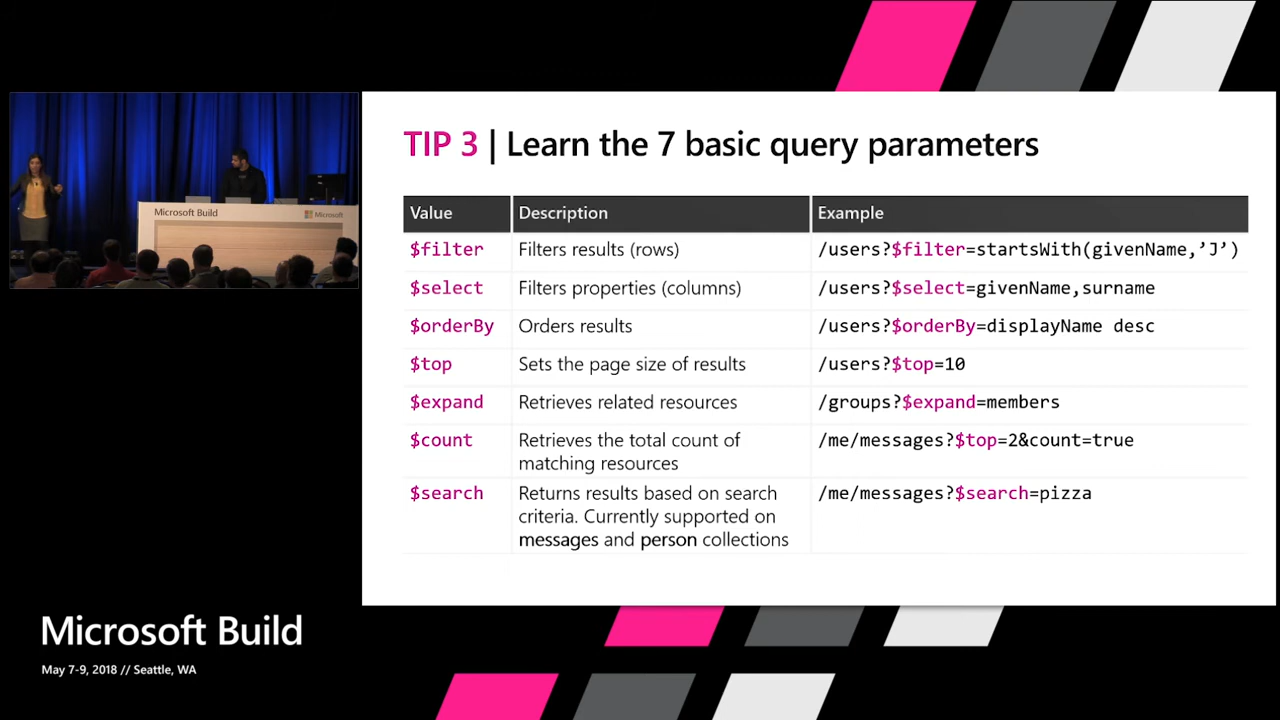 TIP 3 | Learn the 7 basic query parameters
Value Description Example
$filter Filters results (rows) /users?$filter=startsWith(givenName,’J’)
$select Filters properties (columns) /users?$select=givenName,surname
$orderBy Orders results /users?$orderBy=displayName desc
$top Sets the page size of results /users?$top=10
$expand Retrieves related resources /groups?$expand=members
$count Retrieves the total count of /me/messages?$top=2&count=true
matching resources
$search Returns results based on search /me/messages?$search=pizza
criteria. Currently supported on
messages and person collections
Microsoft Build
Microsoft
Microsoft Build
May 7-9, 2018 // Seattle, WA